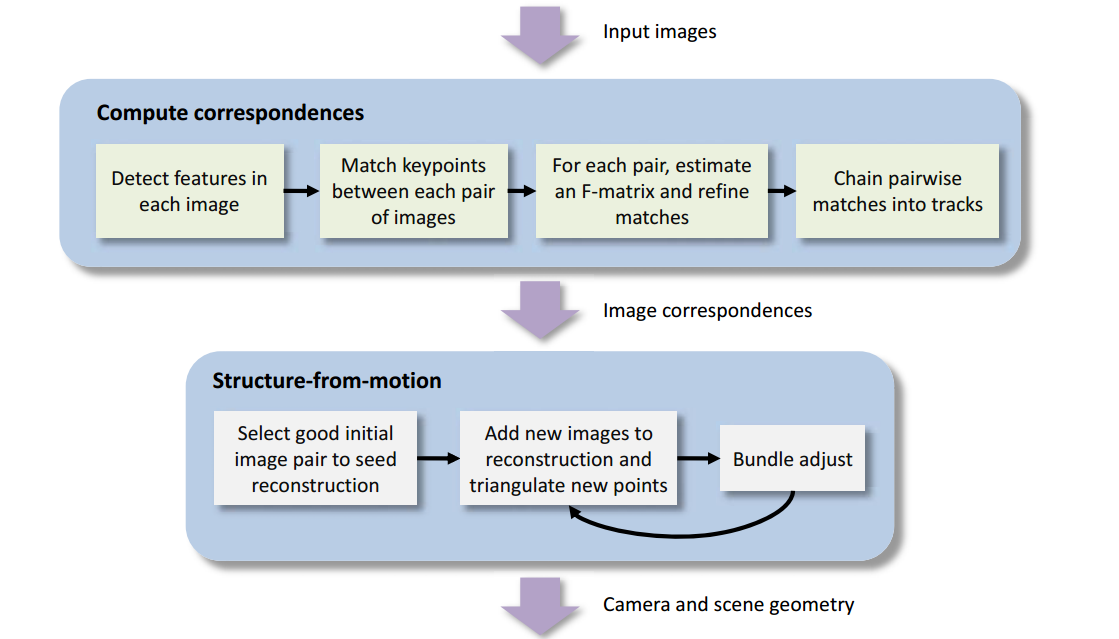 Input images
Compute correspondences
Detect features in
each image
Match keypoints
between each pair
of images
For each pair, estimate
an F-matrix and refine
matches
Chain pairwise
matches into tracks
Image correspondences
Structure-from-motion
Select good initial
image pair to seed
reconstruction
Add new images to
reconstruction and
triangulate new points
Bundle adjust
Camera and scene geometry